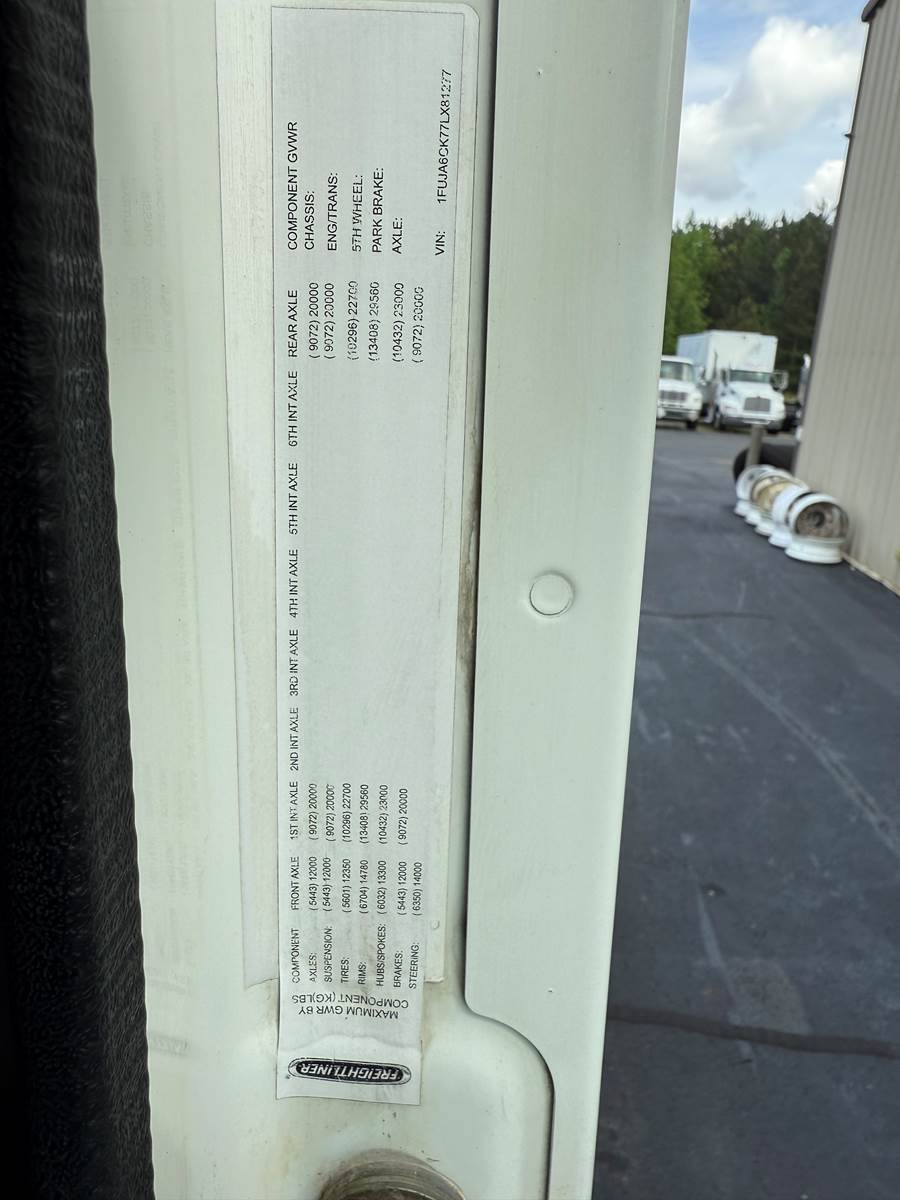 FREIGHTLINER
MAXIMUM GWR BY
COMPONENT (KG)LBS
COMPONENT FRONT AXLE 1ST INT AXLE 2ND INT AXLE 3RD INT AXLE 4TH INT AXLE 5TH INT AXLE 6TH INT AXLE REAR AXLE COMPONENT GVWR
AXLES: ( 5443) 12000 ( 9072) 20000 ( 9072) 20000 CHASSIS:
SUSPENSION: ( 5443) 12000 ( 9072) 20000 ( 9072) 20000 ENG/TRANS:
TIRES: ( 5601) 12350 (10296) 22700 (10296) 22700 5TH WHEEL:
RIMS: ( 6704) 14780 (13408) 29560 (13408) 29560 PARK BRAKE:
HUBS/SPOKES: ( 6032) 13300 (10432) 23000 (10432) 23000 AXLE:
BRAKES: ( 5443) 12000 ( 9072) 20000 ( 9072) 20000
STEERING: ( 6350) 14000
VIN: 1FUJA6CK77LX81277